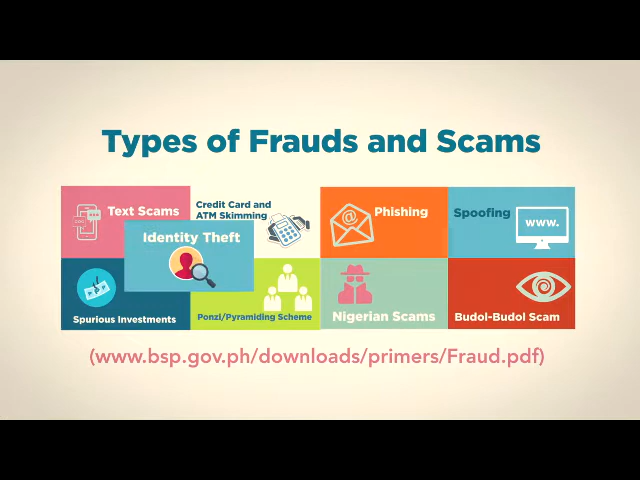 Types of Frauds and Scams
Text Scams
Credit Card and
ATM Skimming
Phishing
Spoofing
www.
Identity Theft
Spurious Investments
Ponzi/Pyramiding Scheme
Nigerian Scams
Budol-Budol Scam
(www.bsp.gov.ph/downloads/primers/Fraud.pdf)